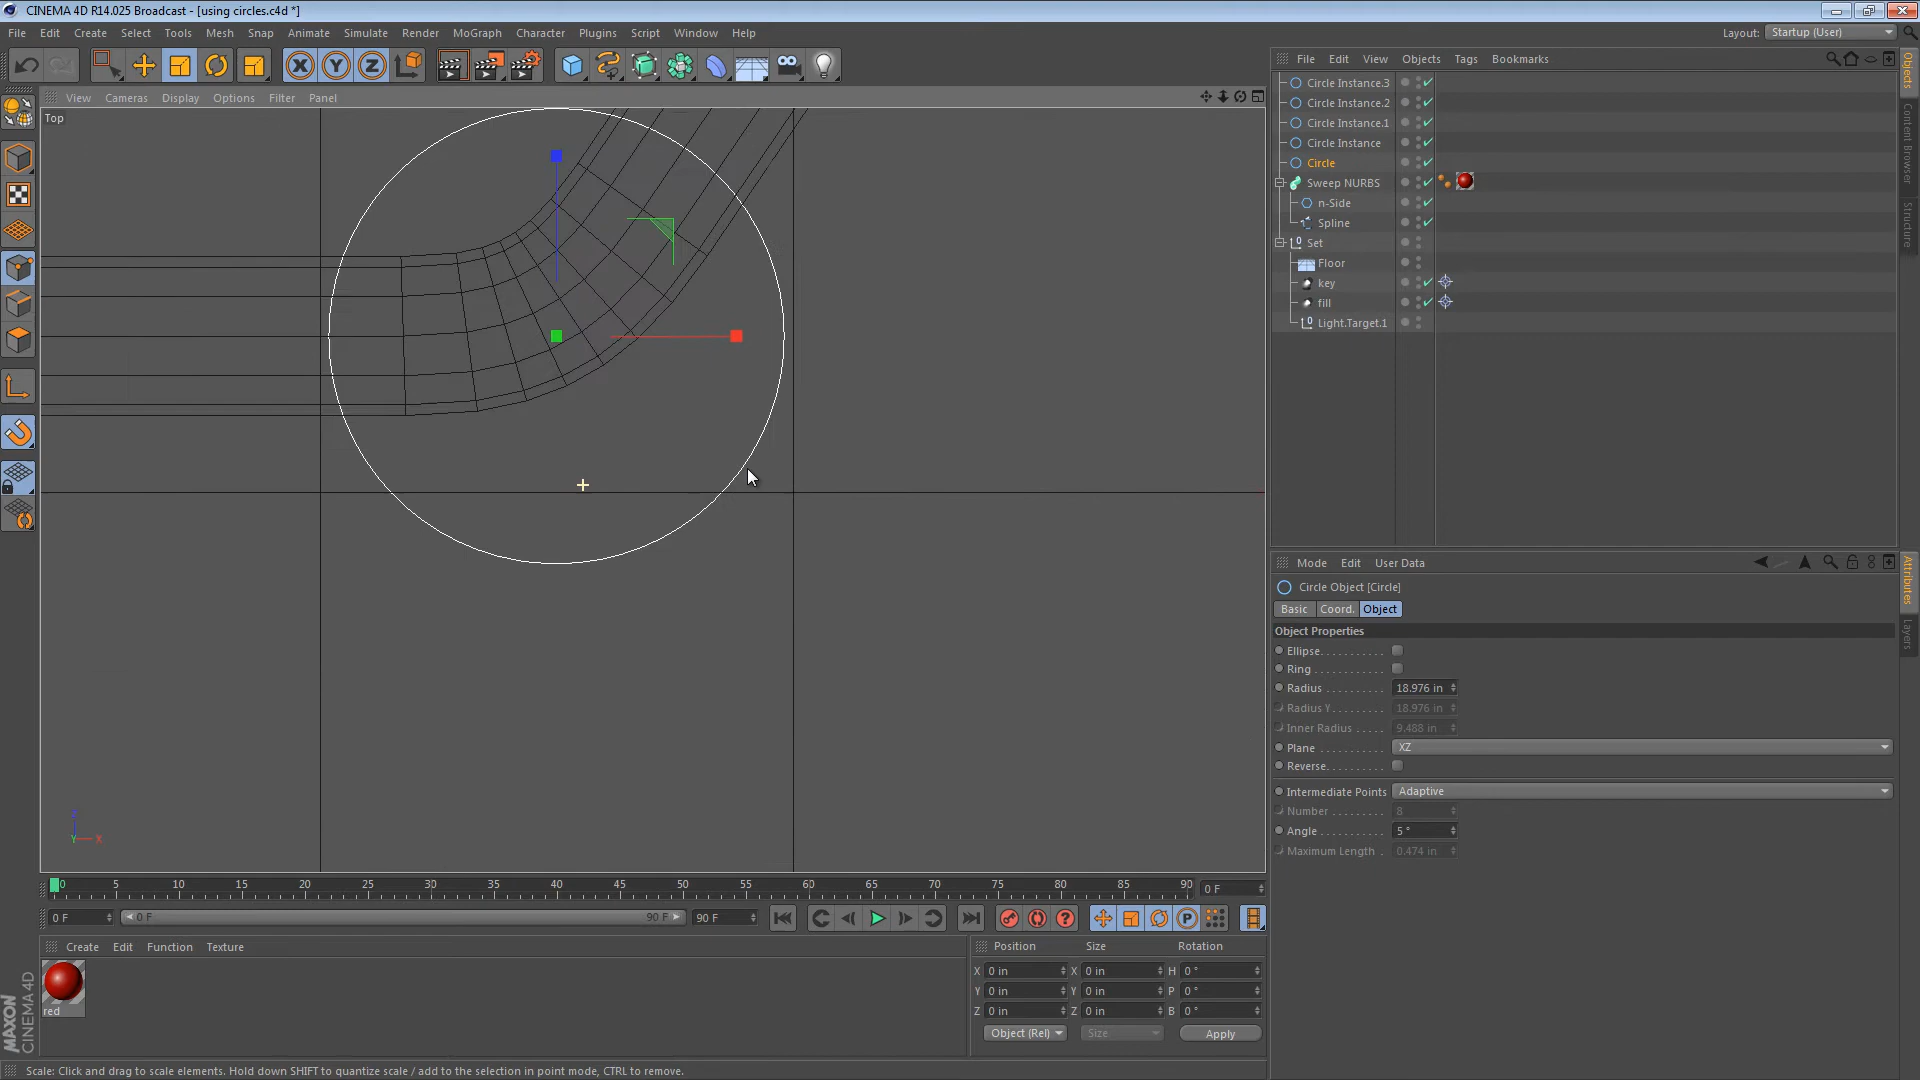 CINEMA 4D R14.025 Broadcast - [using circles.c4d *]
File Edit Create Select Tools Mesh Snap Animate Simulate Render Character MoGraph Plugins Script Window Help
Layout: Startup (User)
View Cameras Display Options Filter Panel
Top
File Edit View Objects Tags Bookmarks
Circle Instance.3
Circle Instance.2
Circle Instance.1
Circle Instance
Circle
Sweep NURBS
n-Side
Spline
Set
Floor
key
fill
Light.Target.1
Objects
Content Browser
Structure
Mode Edit User Data
Circle Object [Circle]
Basic Coord. Object
Object Properties
Ellipse
Ring
Radius 18.976 in
Radius Y 18.976 in
Inner Radius 9.488 in
Plane XZ
Reverse
Intermediate Points Adaptive
Number 8
Angle 5 °
Maximum Length 0.474 in
Attributes
Layers
Z
Y X
0 5 10 15 20 25 30 35 40 45 50 55 60 65 70 75 80 85 90 0 F
0 F 0 F 90 F 90 F
Create Edit Function Texture
red
MAXON
CINEMA 4D
Position Size Rotation
X 0 in X 0 in H 0 °
Y 0 in Y 0 in P 0 °
Z 0 in Z 0 in B 0 °
Object (Rel) Size Apply
Scale: Click and drag to scale elements. Hold down SHIFT to quantize scale / add to the selection in point mode, CTRL to remove.